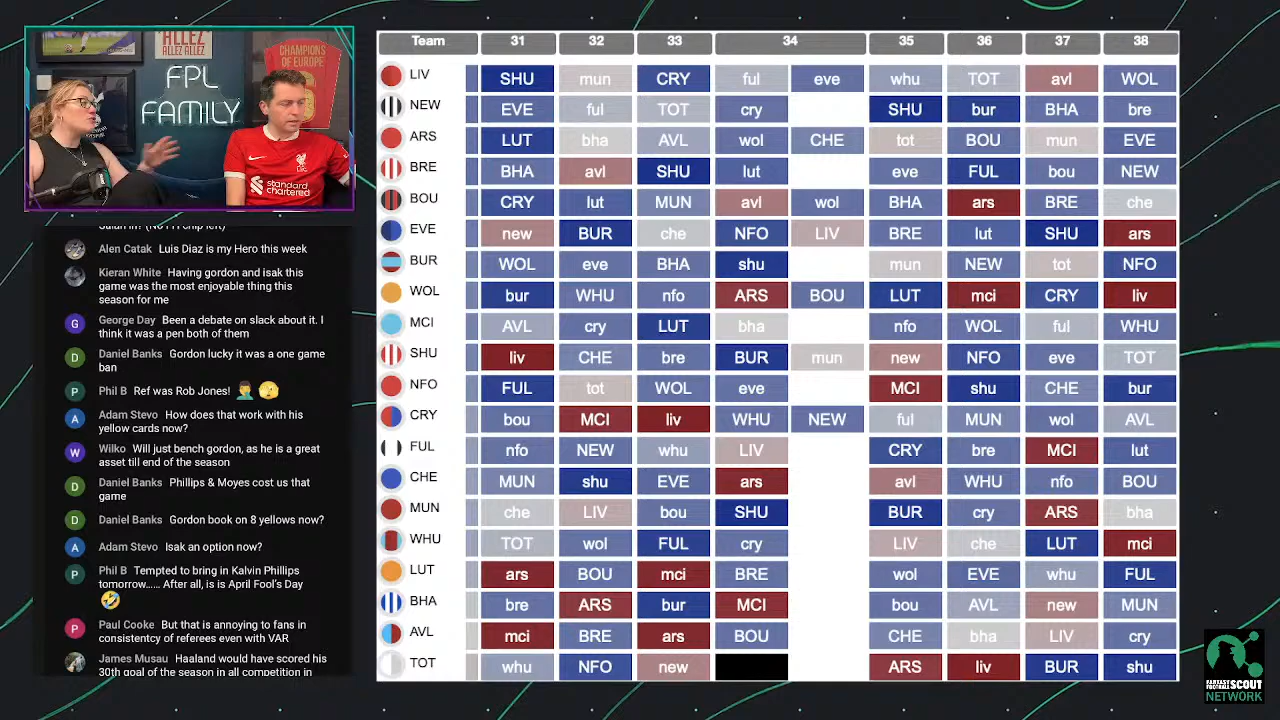 ALLEZ
ALLEZ ALLEZ
CHAMPIONS
OF EUROPE
FPL
FAMILY
standard
chartered
Alen Catak Luis Diaz is my Hero this week
Kieran White Having gordon and isak this
game was the most enjoyable thing this
season for me
G George Day Been a debate on slack about it. I
think it was a pen both of them
D Daniel Banks Gordon lucky it was a one game
ban
P Phil B Ref was Rob Jones! 🤦‍♂️ 🫣
A Adam Stevo How does that work with his
yellow cards now?
W Wilko Will just bench gordon, as he is a great
asset till end of the season
D Daniel Banks Phillips & Moyes cost us that
game
D Daniel Banks Gordon book on 8 yellows now?
A Adam Stevo Isak an option now?
P Phil B Tempted to bring in Kalvin Phillips
tomorrow...... After all, is is April Fool's Day
🤣
P Paul Cooke But that is annoying to fans in
consistency of referees even with VAR
James Musau Haaland would have scored his
30th goal of the season in all competition in
Team 31 32 33 34 35 36 37 38
LIV SHU mun CRY ful eve whu TOT avl WOL
NEW EVE ful TOT cry SHU bur BHA bre
ARS LUT bha AVL wol CHE tot BOU mun EVE
BRE BHA avl SHU lut eve FUL bou NEW
BOU CRY lut MUN avl wol BHA ars BRE che
EVE new BUR che NFO LIV BRE lut SHU ars
BUR WOL eve BHA shu mun NEW tot NFO
WOL bur WHU nfo ARS BOU LUT mci CRY liv
MCI AVL cry LUT bha nfo WOL ful WHU
SHU liv CHE bre BUR mun new NFO eve TOT
NFO FUL tot WOL eve MCI shu CHE bur
CRY bou MCI liv WHU NEW ful MUN wol AVL
FUL nfo NEW whu LIV CRY bre MCI lut
CHE MUN shu EVE ars avl WHU nfo BOU
MUN che LIV bou SHU BUR cry ARS bha
WHU TOT wol FUL cry LIV che LUT mci
LUT ars BOU mci BRE wol EVE whu FUL
BHA bre ARS bur MCI bou AVL new MUN
AVL mci BRE ars BOU CHE bha LIV cry
TOT whu NFO new ARS liv BUR shu
FANTASY
FOOTBALL SCOUT
NETWORK